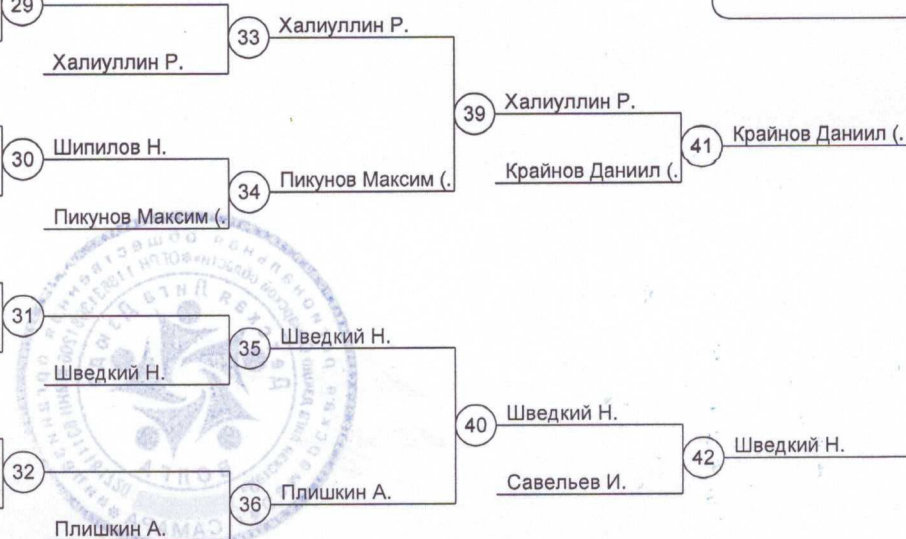 29
Халиуллин Р.
33
Халиуллин Р.
30
Шипилов Н.
Пикунов Максим (.
34
Пикунов Максим (.
39
Халиуллин Р.
Крайнов Даниил (.
41
Крайнов Даниил (.
31
Шведкий Н.
35
Шведкий Н.
32
Плишкин А.
36
Плишкин А.
40
Шведкий Н.
Савельев И.
42
Шведкий Н.
САМАРА